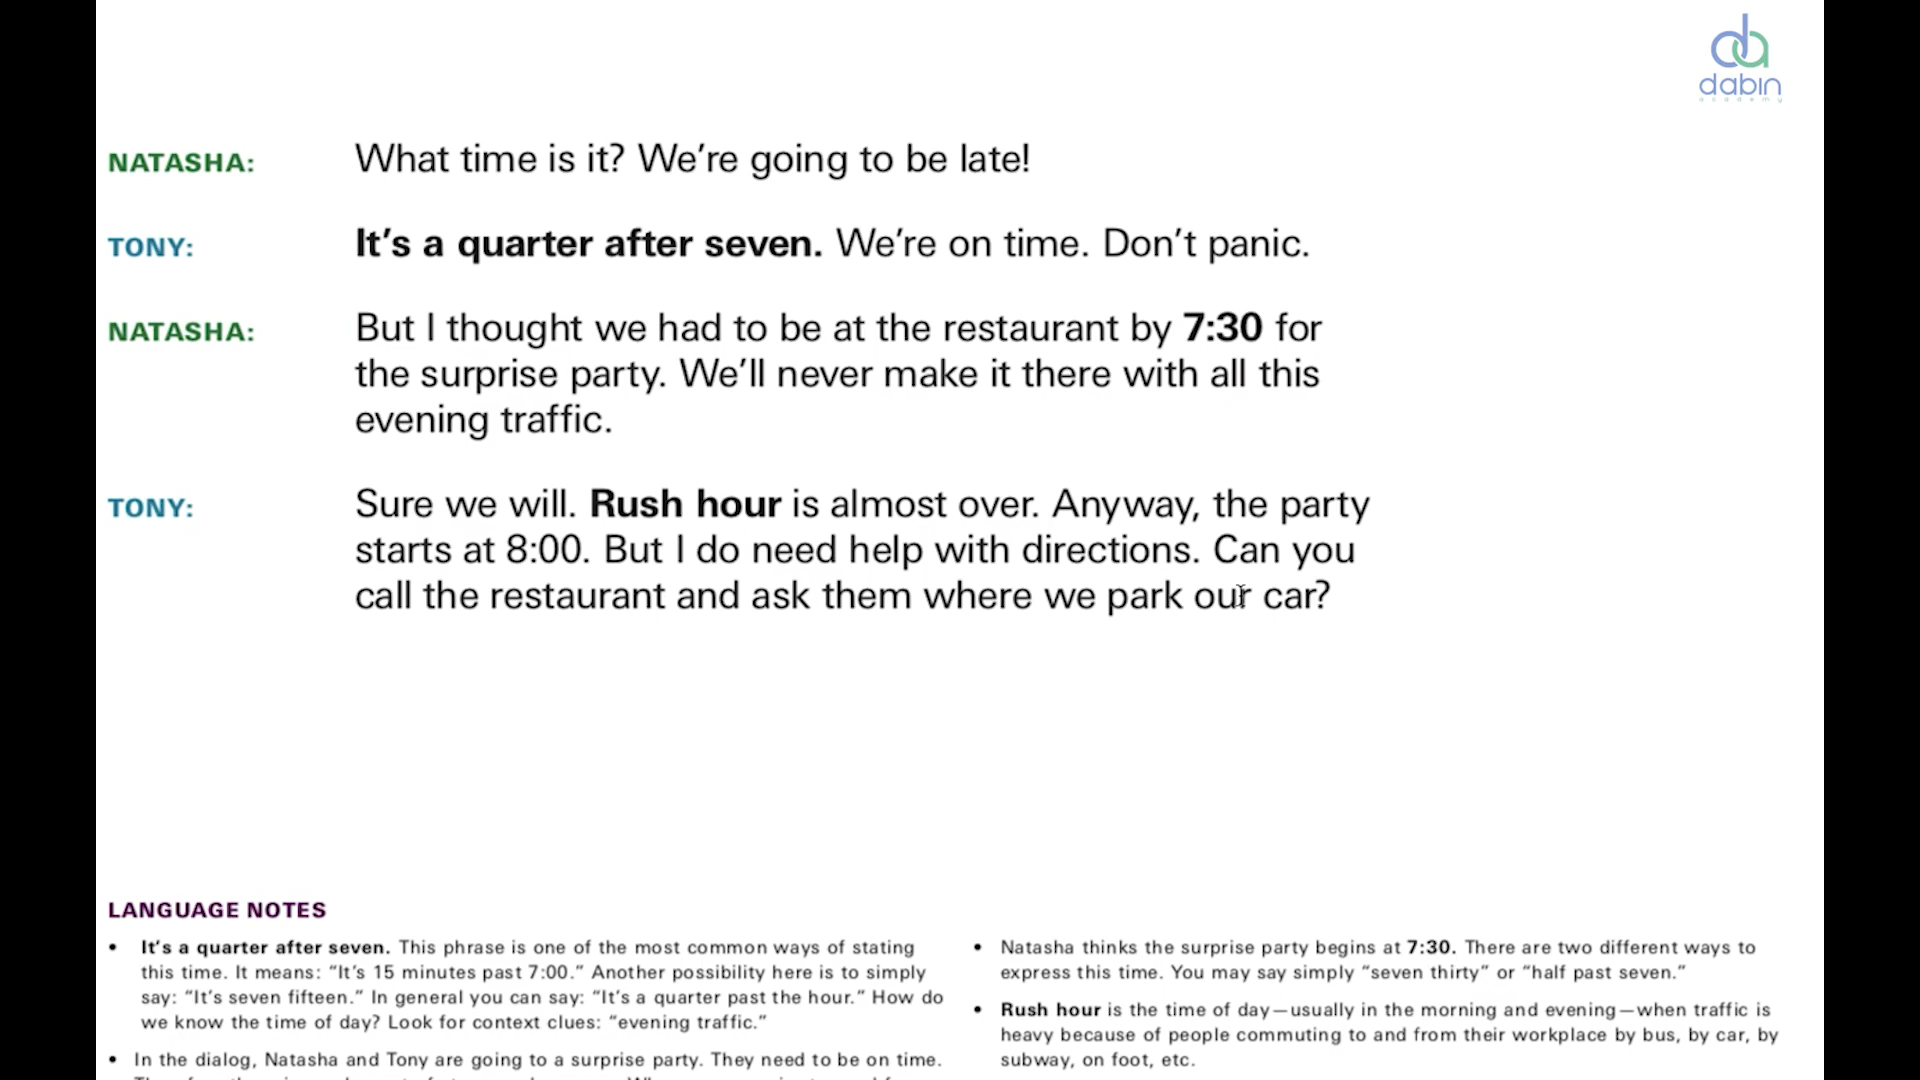 dabin
academy
NATASHA: What time is it? We're going to be late!
TONY: It's a quarter after seven. We're on time. Don't panic.
NATASHA: But I thought we had to be at the restaurant by 7:30 for
the surprise party. We'll never make it there with all this
evening traffic.
TONY: Sure we will. Rush hour is almost over. Anyway, the party
starts at 8:00. But I do need help with directions. Can you
call the restaurant and ask them where we park our car?
LANGUAGE NOTES
• It's a quarter after seven. This phrase is one of the most common ways of stating
this time. It means: “It's 15 minutes past 7:00.” Another possibility here is to simply
say: “It's seven fifteen.” In general you can say: “It's a quarter past the hour.” How do
we know the time of day? Look for context clues: “evening traffic.”
• In the dialog, Natasha and Tony are going to a surprise party. They need to be on time.
• Natasha thinks the surprise party begins at 7:30. There are two different ways to
express this time. You may say simply “seven thirty” or “half past seven.”
• Rush hour is the time of day—usually in the morning and evening—when traffic is
heavy because of people commuting to and from their workplace by bus, by car, by
subway, on foot, etc.